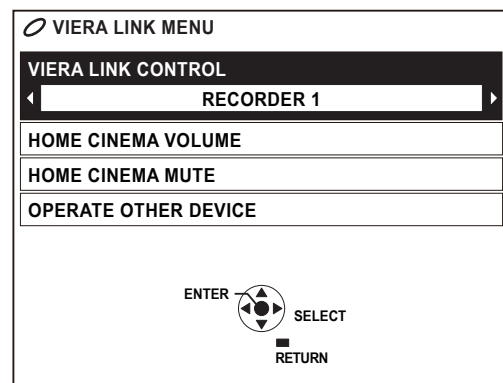 VIERA LINK MENU
VIERA LINK CONTROL
RECORDER 1
HOME CINEMA VOLUME
HOME CINEMA MUTE
OPERATE OTHER DEVICE
ENTER
SELECT
RETURN